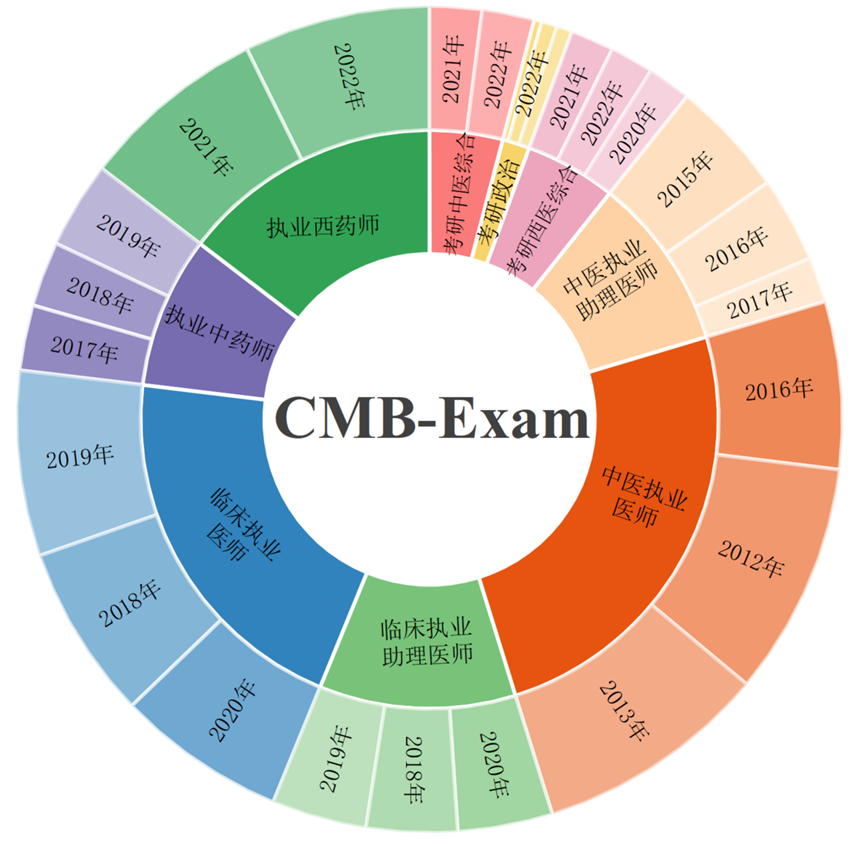 CMB-Exam
考研中医综合
2021年
2022年
考研政治
2022年
考研西医综合
2021年
2022年
2020年
中医执业
助理医师
2015年
2016年
2017年
中医执业
医师
2016年
2012年
2013年
临床执业
助理医师
2020年
2018年
2019年
临床执业
医师
2020年
2018年
2019年
执业中药师
2017年
2018年
2019年
执业西药师
2021年
2022年